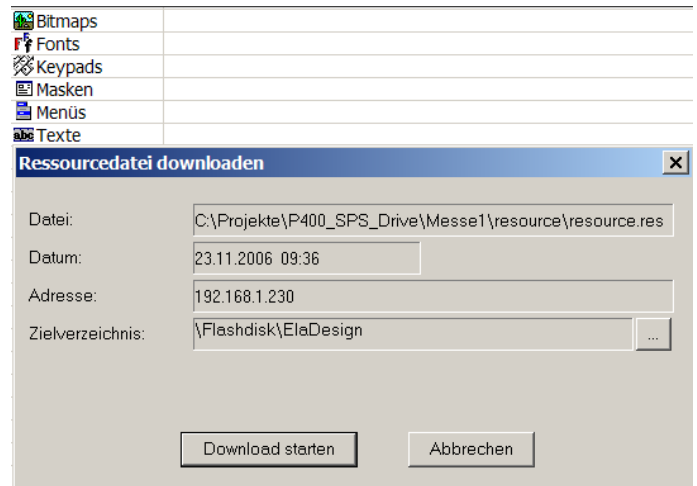 Bitmaps
Fonts
Keypads
Masken
Menüs
abc Texte
Ressourcedatei downloaden
Datei: C:\Projekte\P400_SPS_Drive\Messe1\resource\resource.res
Datum: 23.11.2006 09:36
Adresse: 192.168.1.230
Zielverzeichnis: \Flashdisk\ElaDesign ...
Download starten Abbrechen